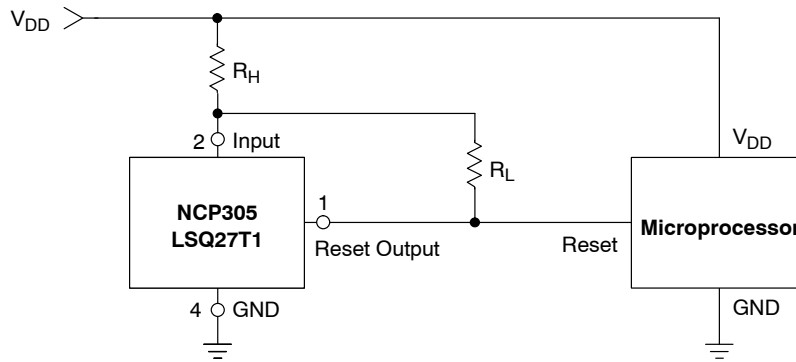 VDD
RH
2 Input
VDD
RL
NCP305
LSQ27T1
1
Reset Output
Reset
Microprocessor
4 GND
GND